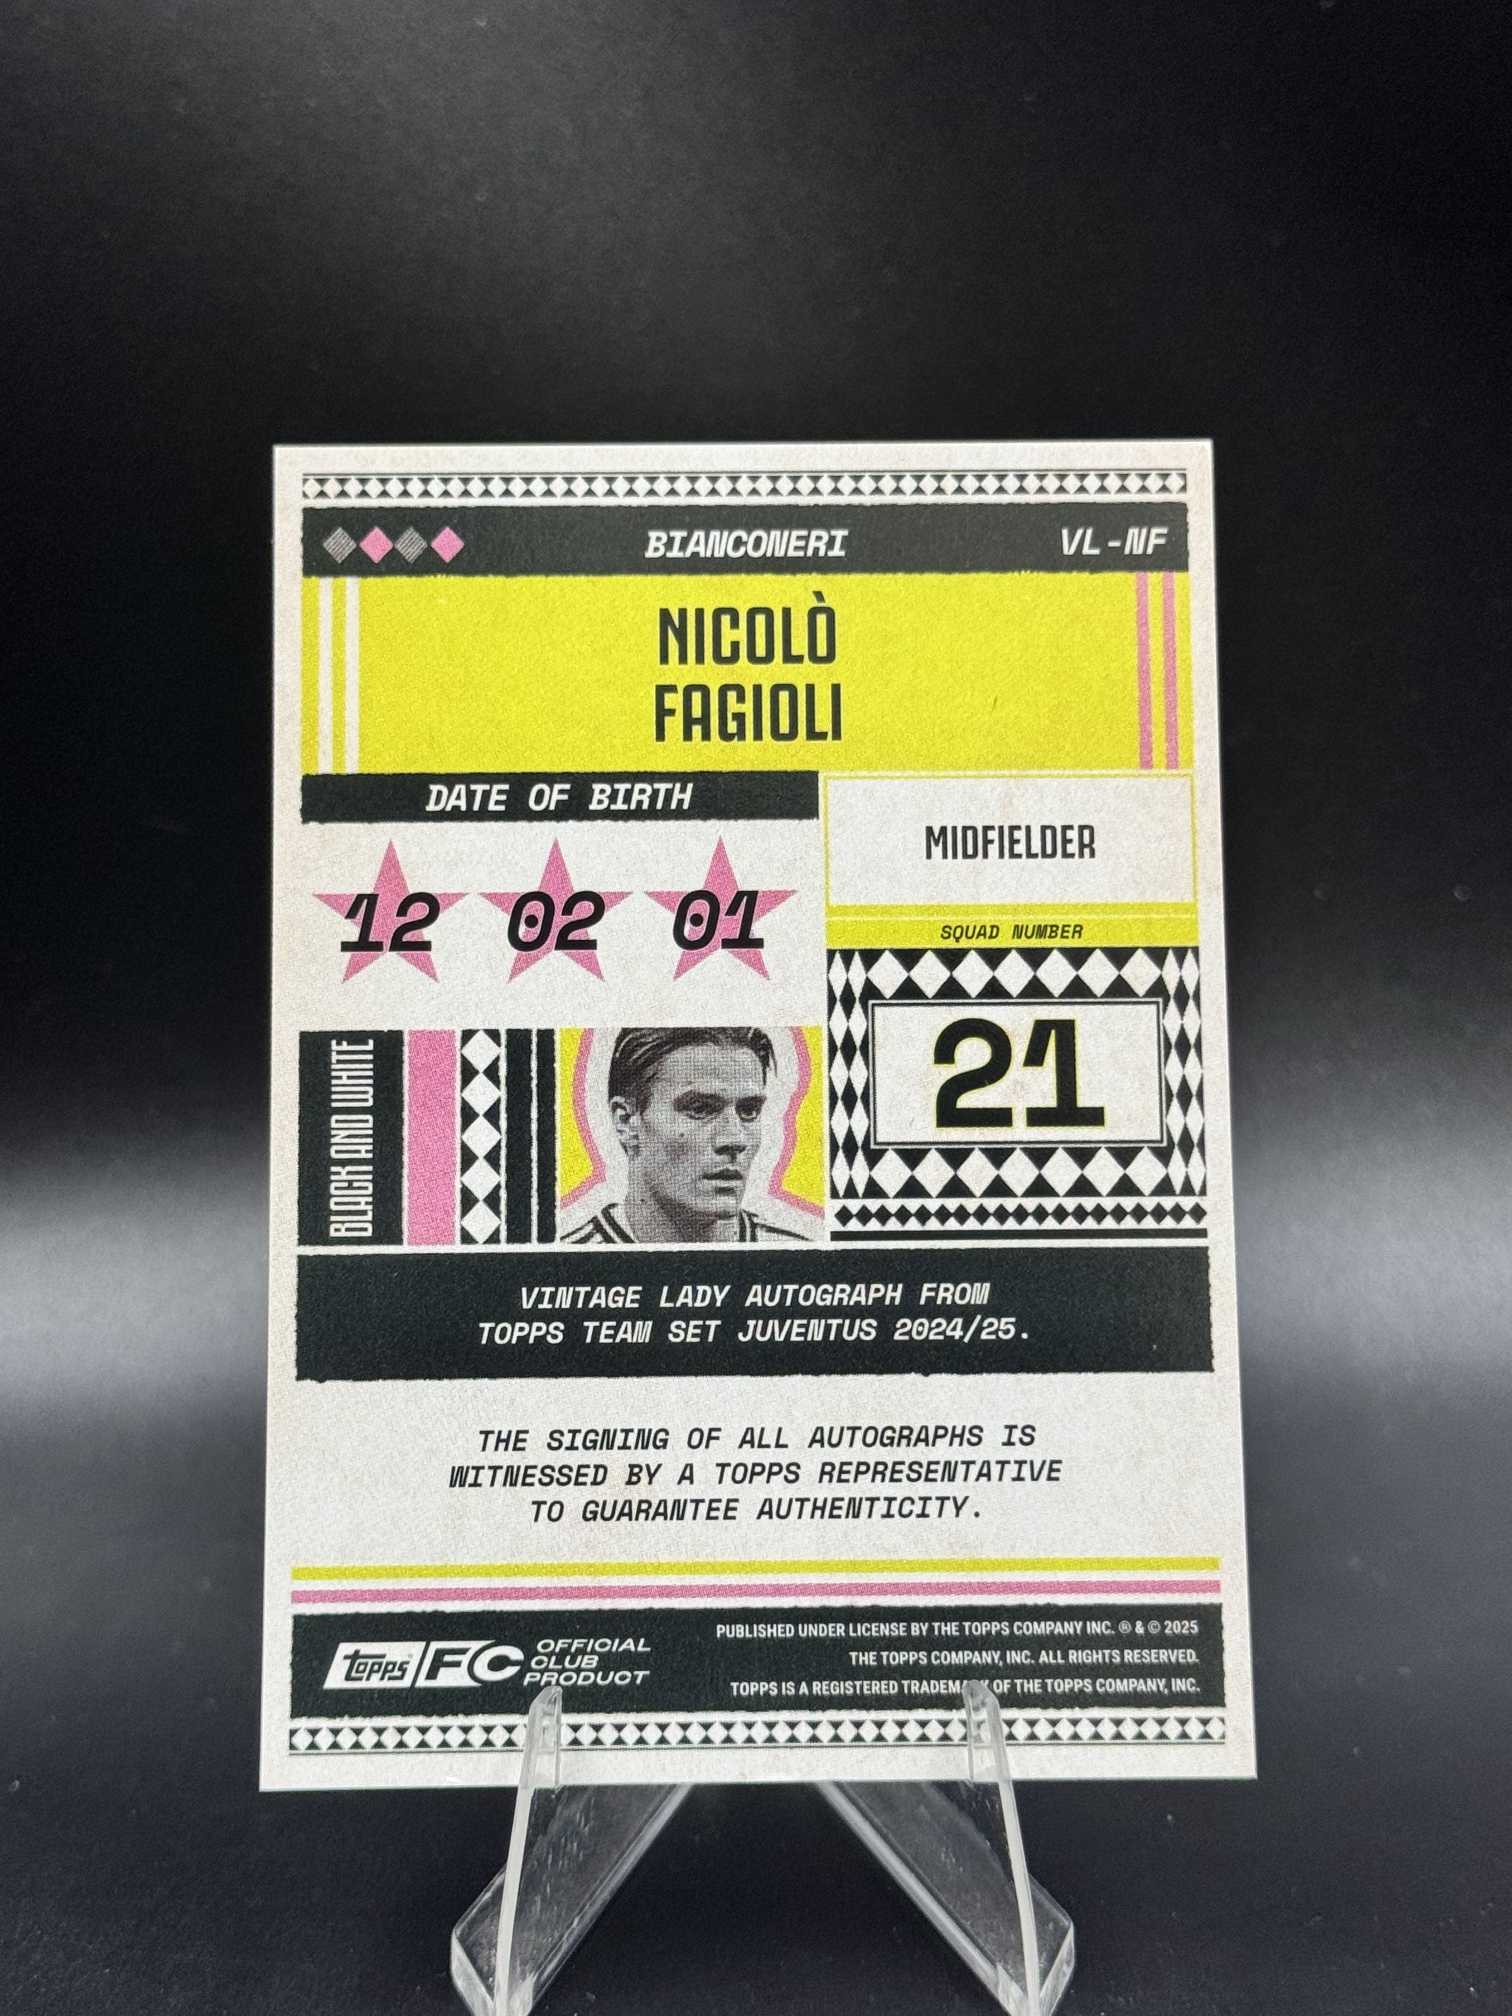 BIANCONERI VL-NF
NICOLÒ
FAGIOLI
DATE OF BIRTH
12 02 01
MIDFIELDER
SQUAD NUMBER
21
BLACK AND WHITE
VINTAGE LADY AUTOGRAPH FROM
TOPPS TEAM SET JUVENTUS 2024/25.
THE SIGNING OF ALL AUTOGRAPHS IS
WITNESSED BY A TOPPS REPRESENTATIVE
TO GUARANTEE AUTHENTICITY.
topps FC
OFFICIAL
CLUB
PRODUCT
PUBLISHED UNDER LICENSE BY THE TOPPS COMPANY INC. ® & © 2025
THE TOPPS COMPANY, INC. ALL RIGHTS RESERVED.
TOPPS IS A REGISTERED TRADEMARK OF THE TOPPS COMPANY, INC.